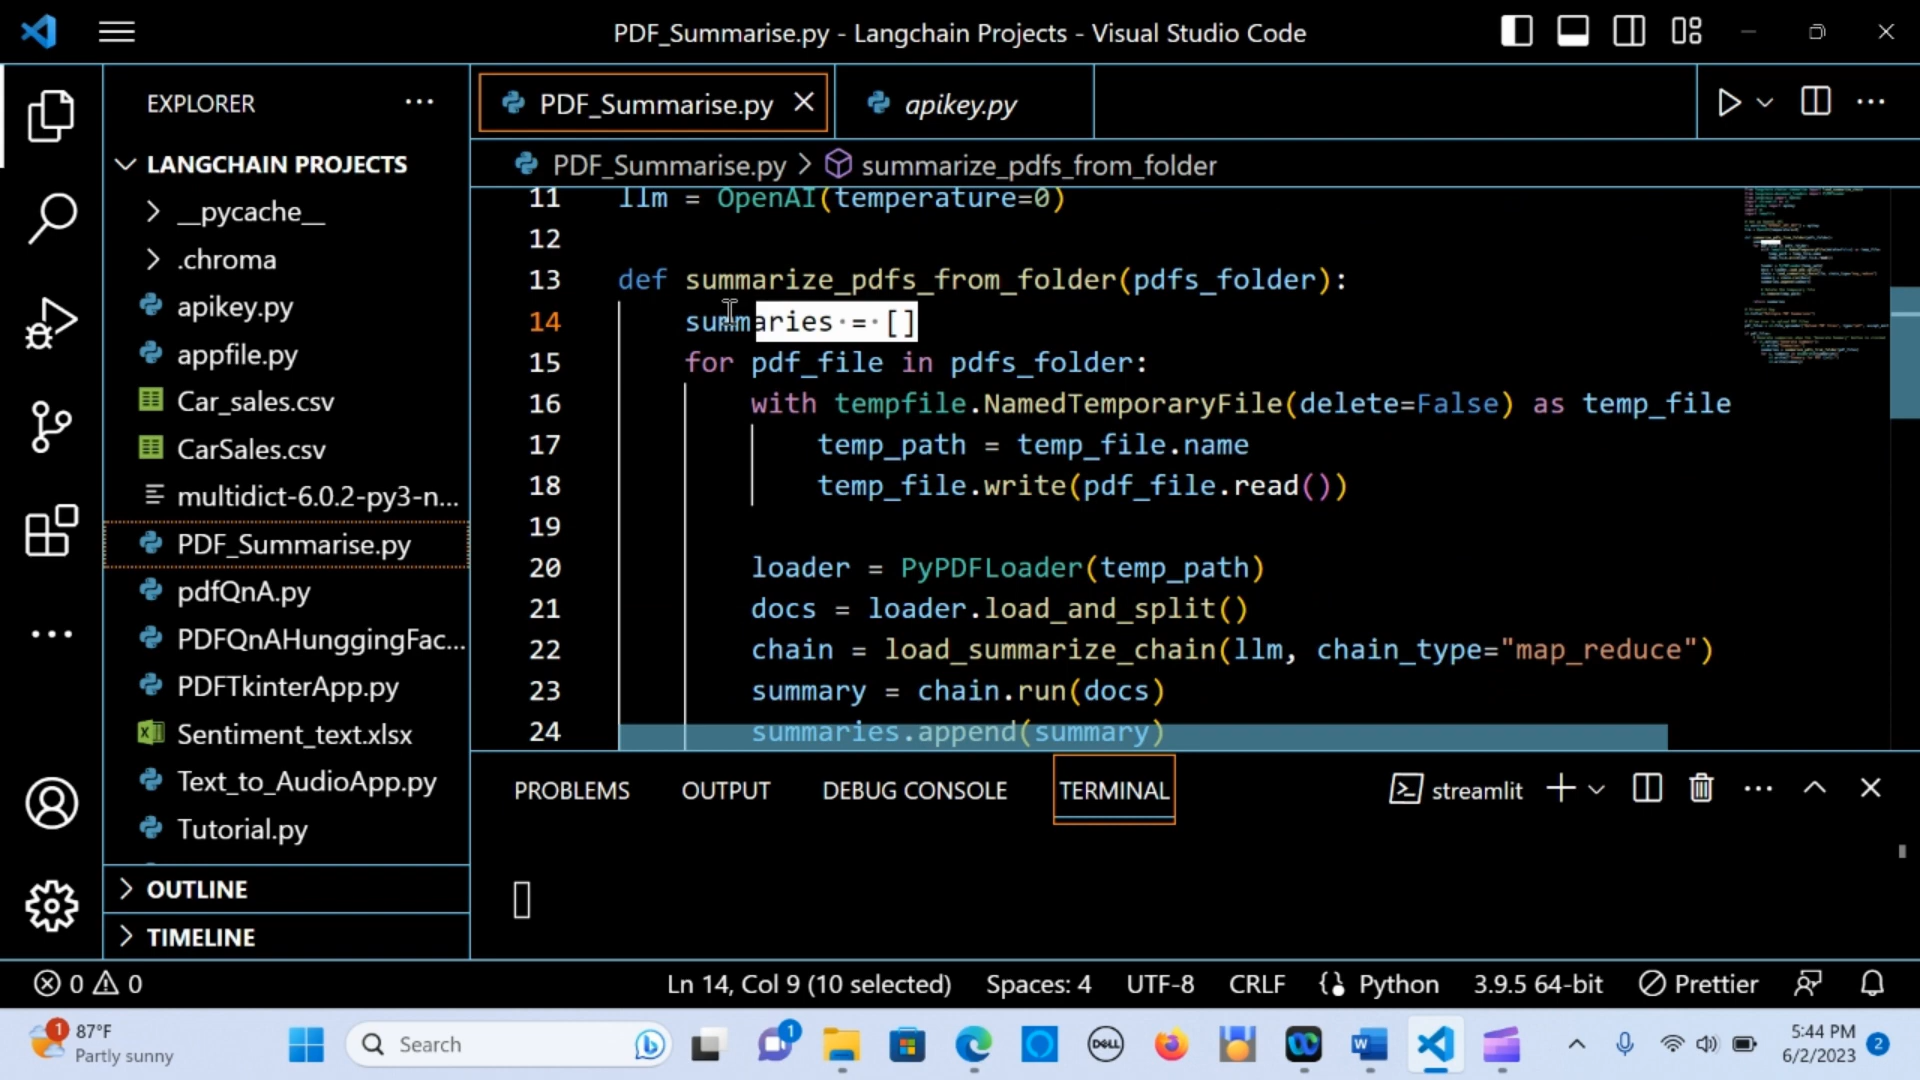 PDF_Summarise.py - Langchain Projects - Visual Studio Code
EXPLORER
PDF_Summarise.py
apikey.py
LANGCHAIN PROJECTS
PDF_Summarise.py > summarize_pdfs_from_folder
__pycache__
.chroma
apikey.py
appfile.py
Car_sales.csv
CarSales.csv
multidict-6.0.2-py3-n...
PDF_Summarise.py
pdfQnA.py
PDFQnAHunggingFac...
PDFTkinterApp.py
Sentiment_text.xlsx
Text_to_AudioApp.py
Tutorial.py
OUTLINE
TIMELINE
11 llm = OpenAI(temperature=0)
12
13 def summarize_pdfs_from_folder(pdfs_folder):
14 summaries = []
15 for pdf_file in pdfs_folder:
16 with tempfile.NamedTemporaryFile(delete=False) as temp_file
17 temp_path = temp_file.name
18 temp_file.write(pdf_file.read())
19
20 loader = PyPDFLoader(temp_path)
21 docs = loader.load_and_split()
22 chain = load_summarize_chain(llm, chain_type="map_reduce")
23 summary = chain.run(docs)
24 summaries.append(summary)
PROBLEMS OUTPUT DEBUG CONSOLE TERMINAL streamlit
0 0 Ln 14, Col 9 (10 selected) Spaces: 4 UTF-8 CRLF Python 3.9.5 64-bit Prettier
1 87°F
Partly sunny
Search
1
DELL
W
5:44 PM
6/2/2023
2